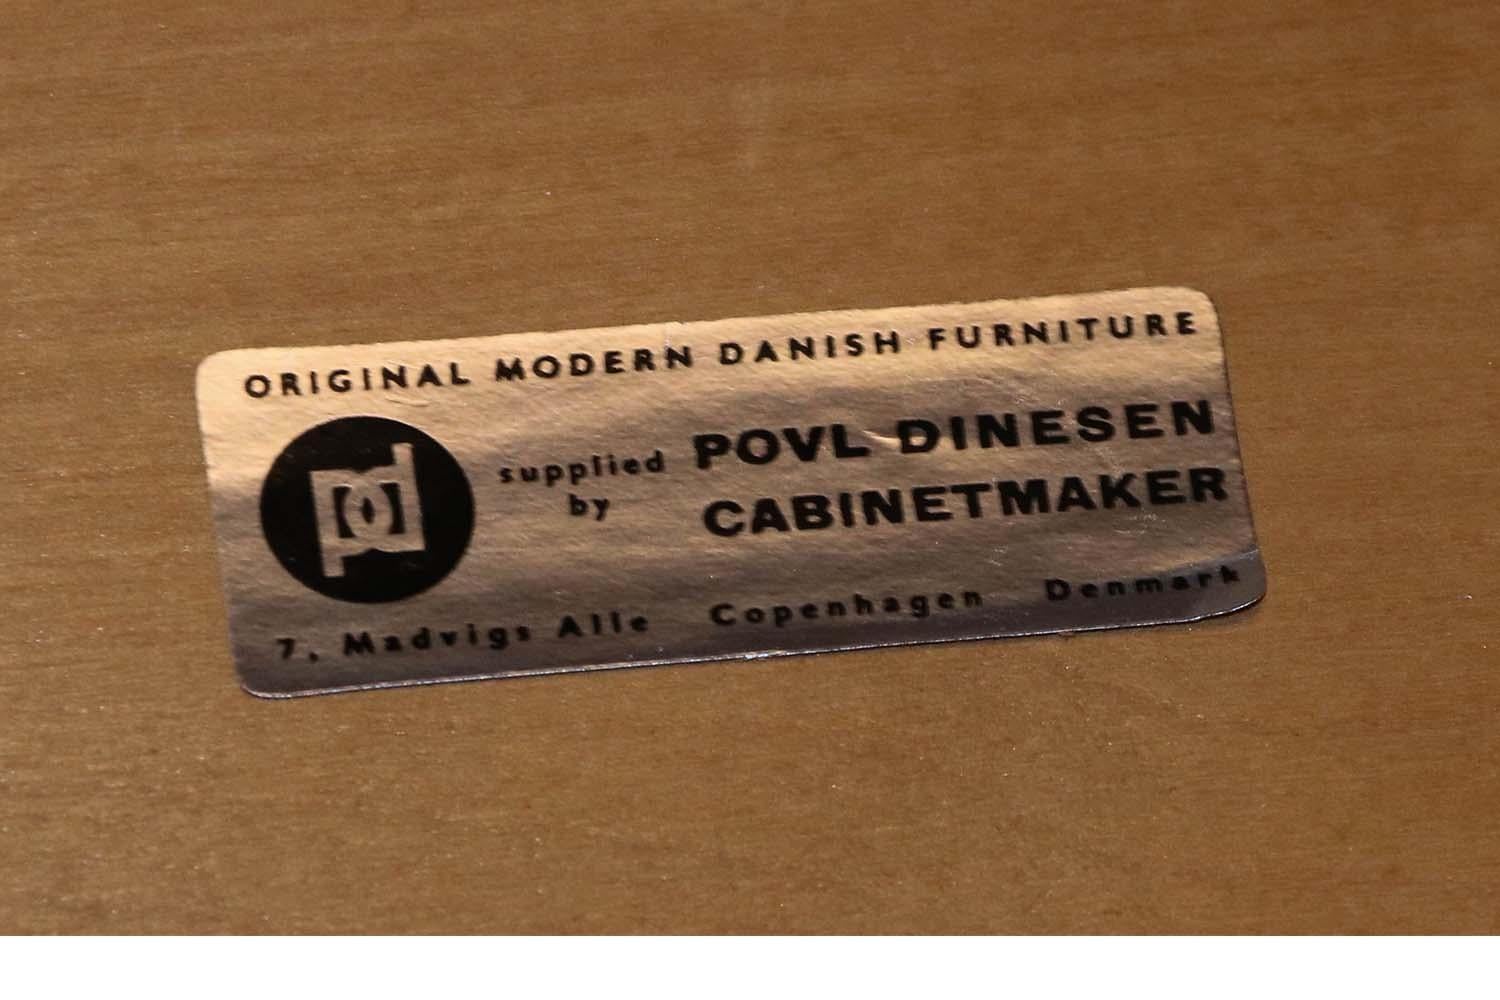 ORIGINAL MODERN DANISH FURNITURE
pd
supplied by POVL DINESEN
CABINETMAKER
7, Madvigs Alle Copenhagen Denmark